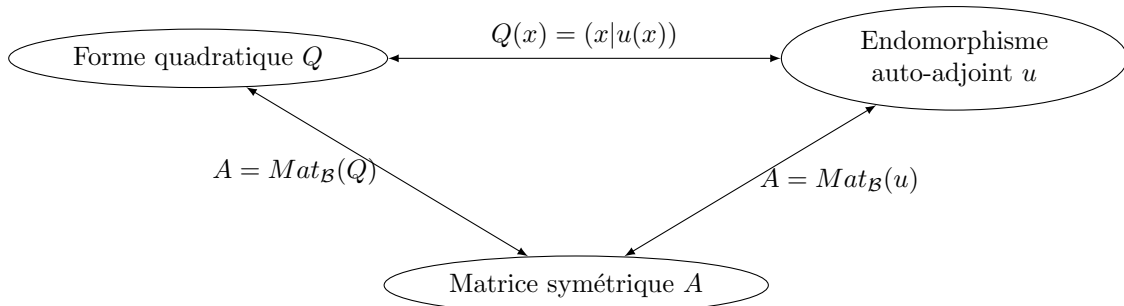 Q(x) = (x|u(x))
Forme quadratique Q
Endomorphisme
auto-adjoint u
A = Mat_ℬ(Q)
A = Mat_ℬ(u)
Matrice symétrique A